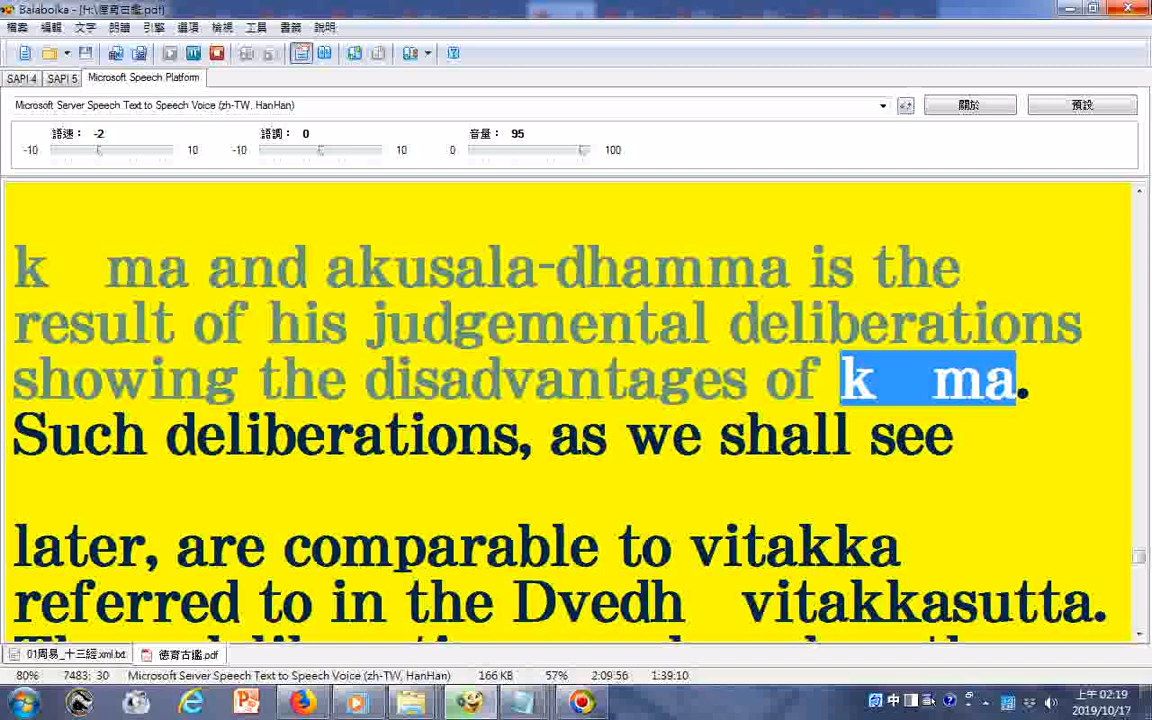 Balabolka - [H:\德育古鑑.pdf]
檔案 編輯 文字 朗讀 引擎 選項 檢視 工具 書籤 說明
SAPI 4 SAPI 5 Microsoft Speech Platform
Microsoft Server Speech Text to Speech Voice (zh-TW, HanHan) 關於 預設
語速： -2 語調： 0 音量： 95
-10 10 -10 10 0 100
k ma and akusala-dhamma is the
result of his judgemental deliberations
showing the disadvantages of k ma.
Such deliberations, as we shall see
later, are comparable to vitakka
referred to in the Dvedh vitakkasutta.
01周易_十三經.xml.txt 德育古鑑.pdf
80% 7483: 30 Microsoft Server Speech Text to Speech Voice (zh-TW, HanHan) 166 KB 57% 2:09:56 1:39:10
中 上午 02:19
2019/10/17